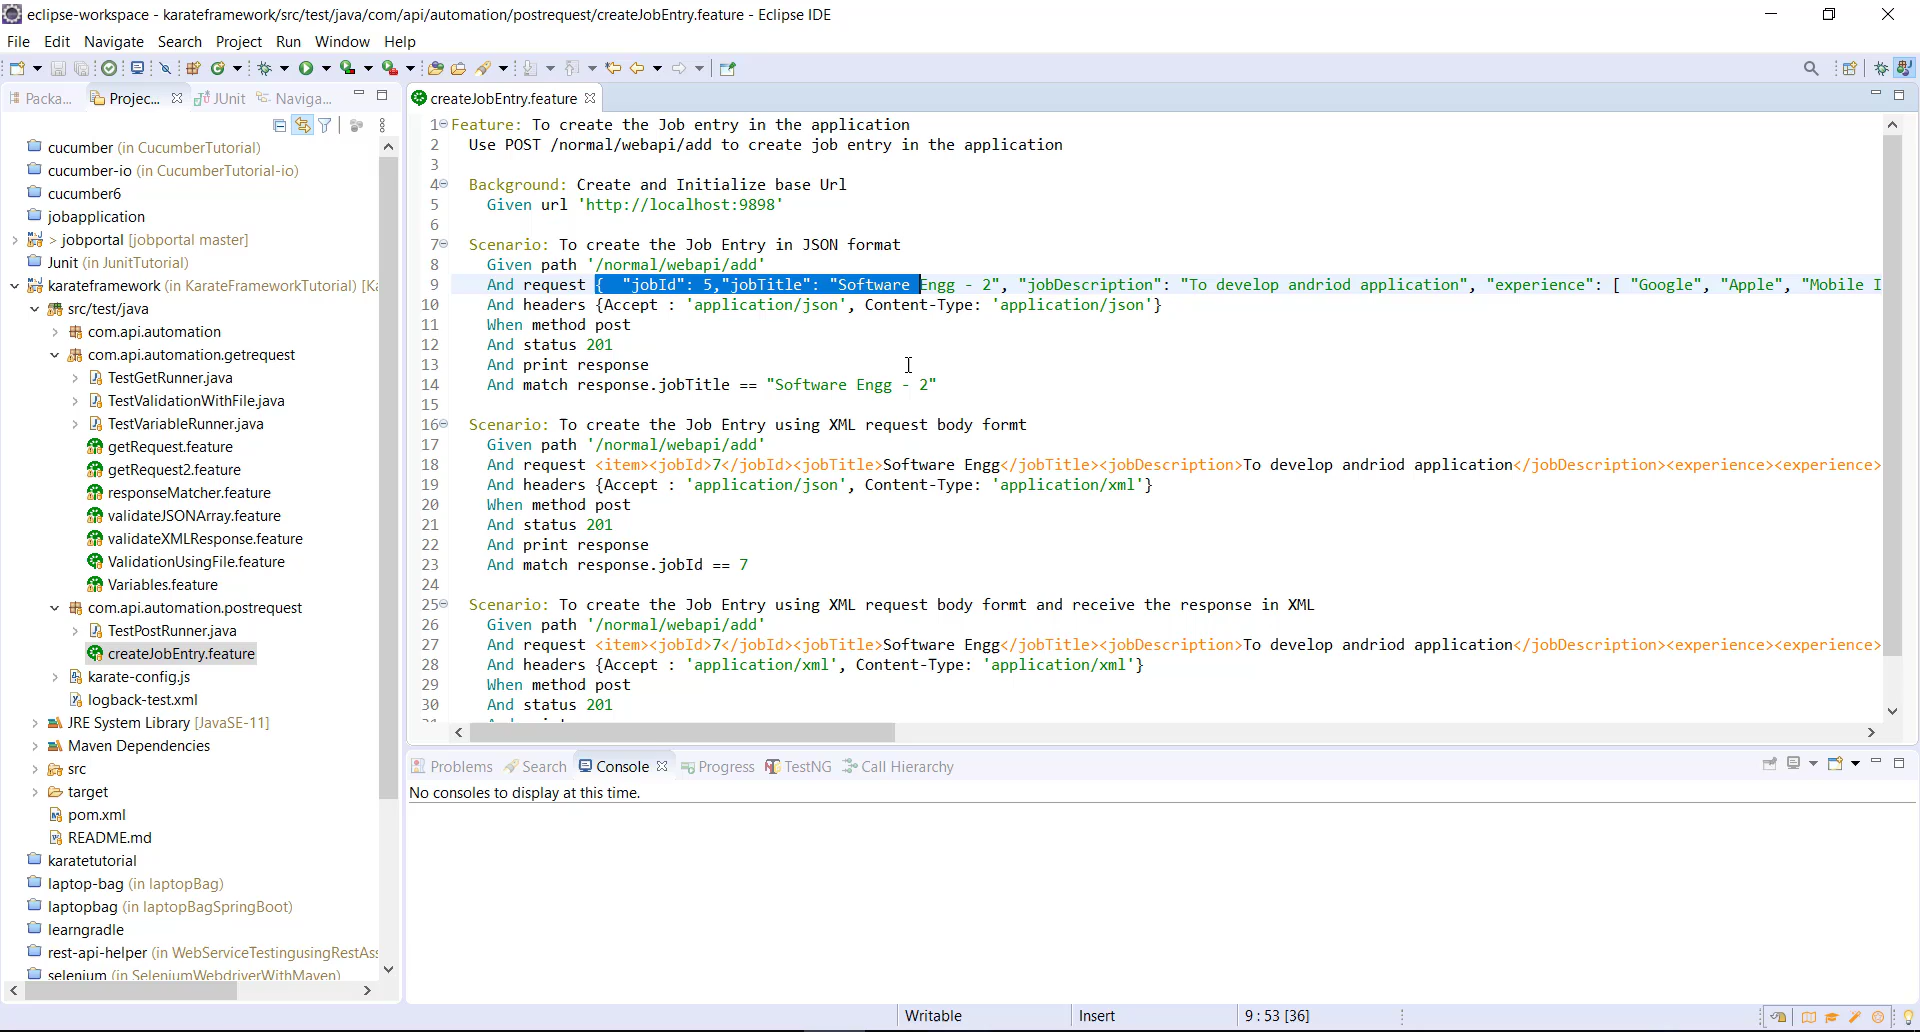 eclipse-workspace - karateframework/src/test/java/com/api/automation/postrequest/createJobEntry.feature - Eclipse IDE
File Edit Navigate Search Project Run Window Help
Packa... Projec... JUnit Naviga...
cucumber (in CucumberTutorial)
cucumber-io (in CucumberTutorial-io)
cucumber6
jobapplication
> jobportal [jobportal master]
Junit (in JunitTutorial)
karateframework (in KarateFrameworkTutorial) [Ka
src/test/java
com.api.automation
com.api.automation.getrequest
TestGetRunner.java
TestValidationWithFile.java
TestVariableRunner.java
getRequest.feature
getRequest2.feature
responseMatcher.feature
validateJSONArray.feature
validateXMLResponse.feature
ValidationUsingFile.feature
Variables.feature
com.api.automation.postrequest
TestPostRunner.java
createJobEntry.feature
karate-config.js
logback-test.xml
JRE System Library [JavaSE-11]
Maven Dependencies
src
target
pom.xml
README.md
karatetutorial
laptop-bag (in laptopBag)
laptopbag (in laptopBagSpringBoot)
learngradle
rest-api-helper (in WebServiceTestingusingRestAss
selenium (in SeleniumWebdriverWithMaven)
createJobEntry.feature
1 Feature: To create the Job entry in the application
2 Use POST /normal/webapi/add to create job entry in the application
3
4 Background: Create and Initialize base Url
5 Given url 'http://localhost:9898'
6
7 Scenario: To create the Job Entry in JSON format
8 Given path '/normal/webapi/add'
9 And request { "jobId": 5,"jobTitle": "Software Engg - 2", "jobDescription": "To develop andriod application", "experience": [ "Google", "Apple", "Mobile I
10 And headers {Accept : 'application/json', Content-Type: 'application/json'}
11 When method post
12 And status 201
13 And print response
14 And match response.jobTitle == "Software Engg - 2"
15
16 Scenario: To create the Job Entry using XML request body formt
17 Given path '/normal/webapi/add'
18 And request <item><jobId>7</jobId><jobTitle>Software Engg</jobTitle><jobDescription>To develop andriod application</jobDescription><experience><experience>
19 And headers {Accept : 'application/json', Content-Type: 'application/xml'}
20 When method post
21 And status 201
22 And print response
23 And match response.jobId == 7
24
25 Scenario: To create the Job Entry using XML request body formt and receive the response in XML
26 Given path '/normal/webapi/add'
27 And request <item><jobId>7</jobId><jobTitle>Software Engg</jobTitle><jobDescription>To develop andriod application</jobDescription><experience><experience>
28 And headers {Accept : 'application/xml', Content-Type: 'application/xml'}
29 When method post
30 And status 201
Problems Search Console Progress TestNG Call Hierarchy
No consoles to display at this time.
Writable Insert 9 : 53 [36]